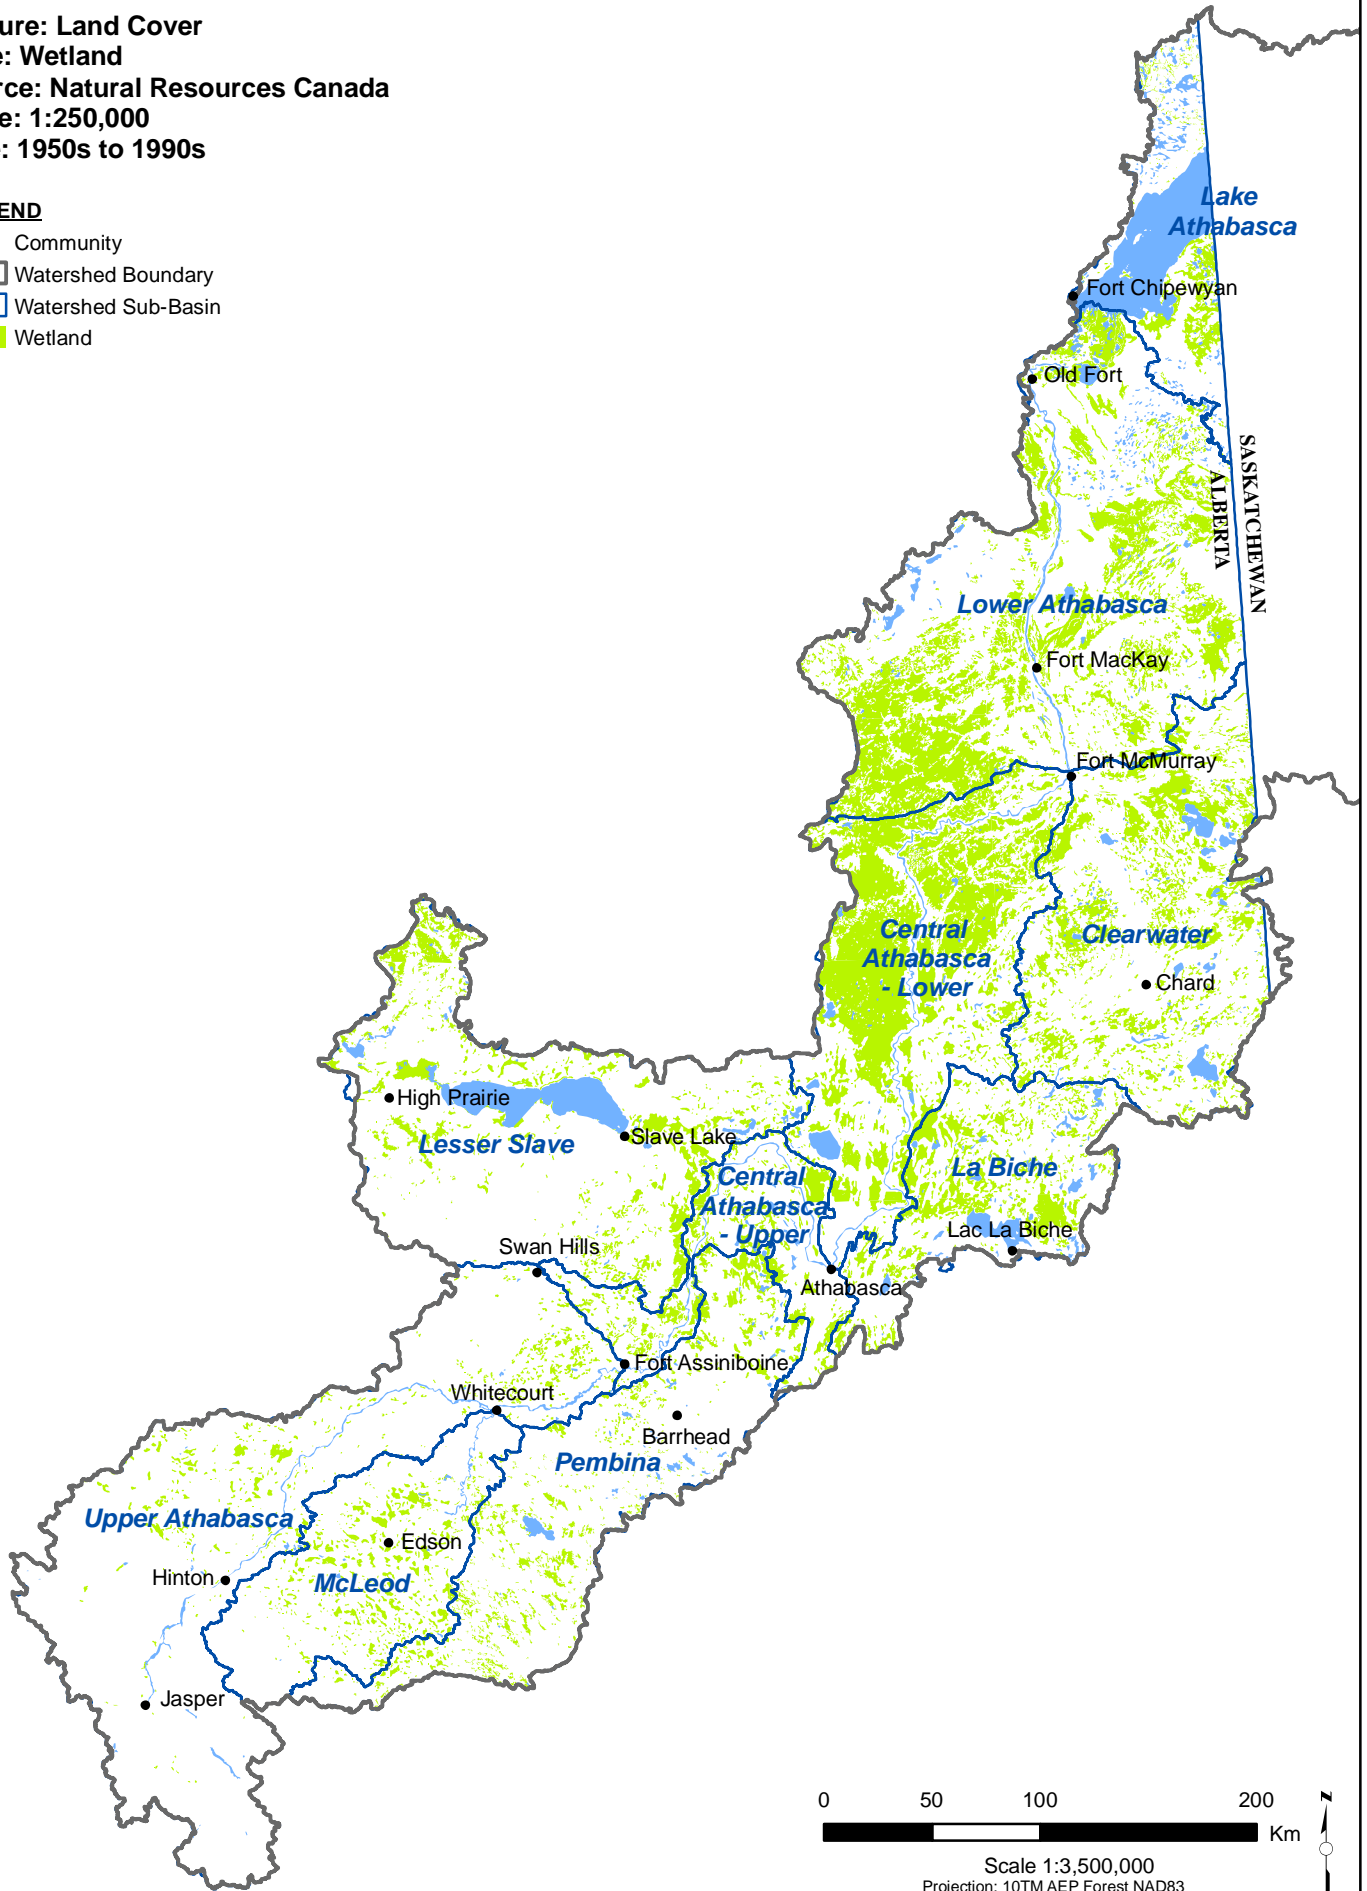 ure: Land Cover
e: Wetland
rce: Natural Resources Canada
e: 1:250,000
e: 1950s to 1990s
END
Community
Watershed Boundary
Watershed Sub-Basin
Wetland
Lake
Athabasca
Fort Chipewyan
Old Fort
SASKATCHEWAN
ALBERTA
Lower Athabasca
Fort MacKay
Fort McMurray
Central
Athabasca
- Lower
Clearwater
Chard
High Prairie
Lesser Slave
Slave Lake
Central
Athabasca
- Upper
La Biche
Lac La Biche
Swan Hills
Athabasca
Fort Assiniboine
Whitecourt
Barrhead
Pembina
Upper Athabasca
Edson
Hinton
McLeod
Jasper
0 50 100 200
Km
N
Scale 1:3,500,000
Projection: 10TM AEP Forest NAD83